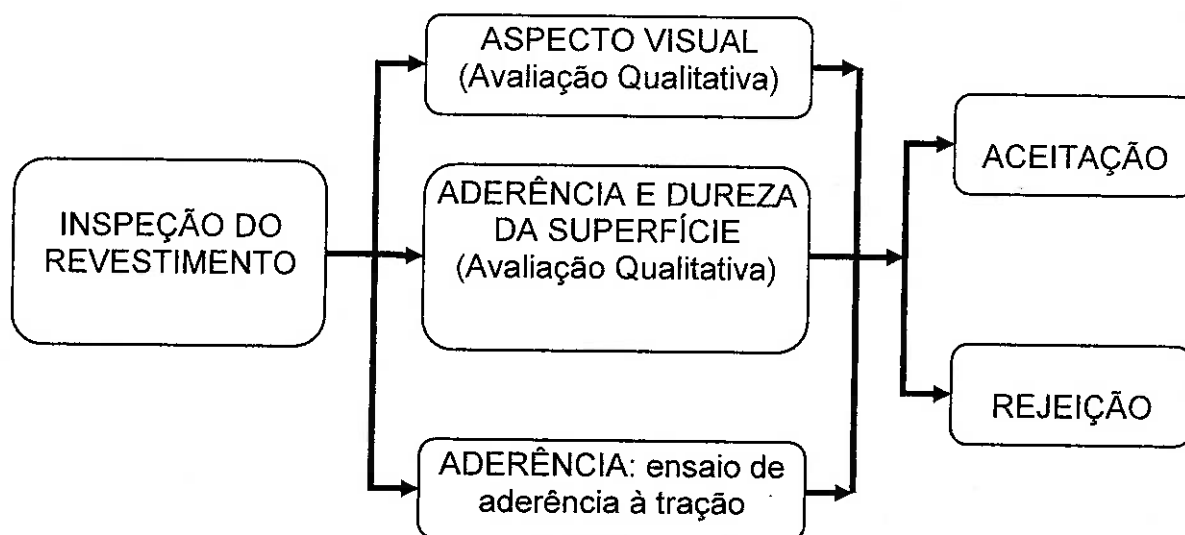 INSPEÇÃO DO
REVESTIMENTO
ASPECTO VISUAL
(Avaliação Qualitativa)
ADERÊNCIA E DUREZA
DA SUPERFÍCIE
(Avaliação Qualitativa)
ADERÊNCIA: ensaio de
aderência à tração
ACEITAÇÃO
REJEIÇÃO